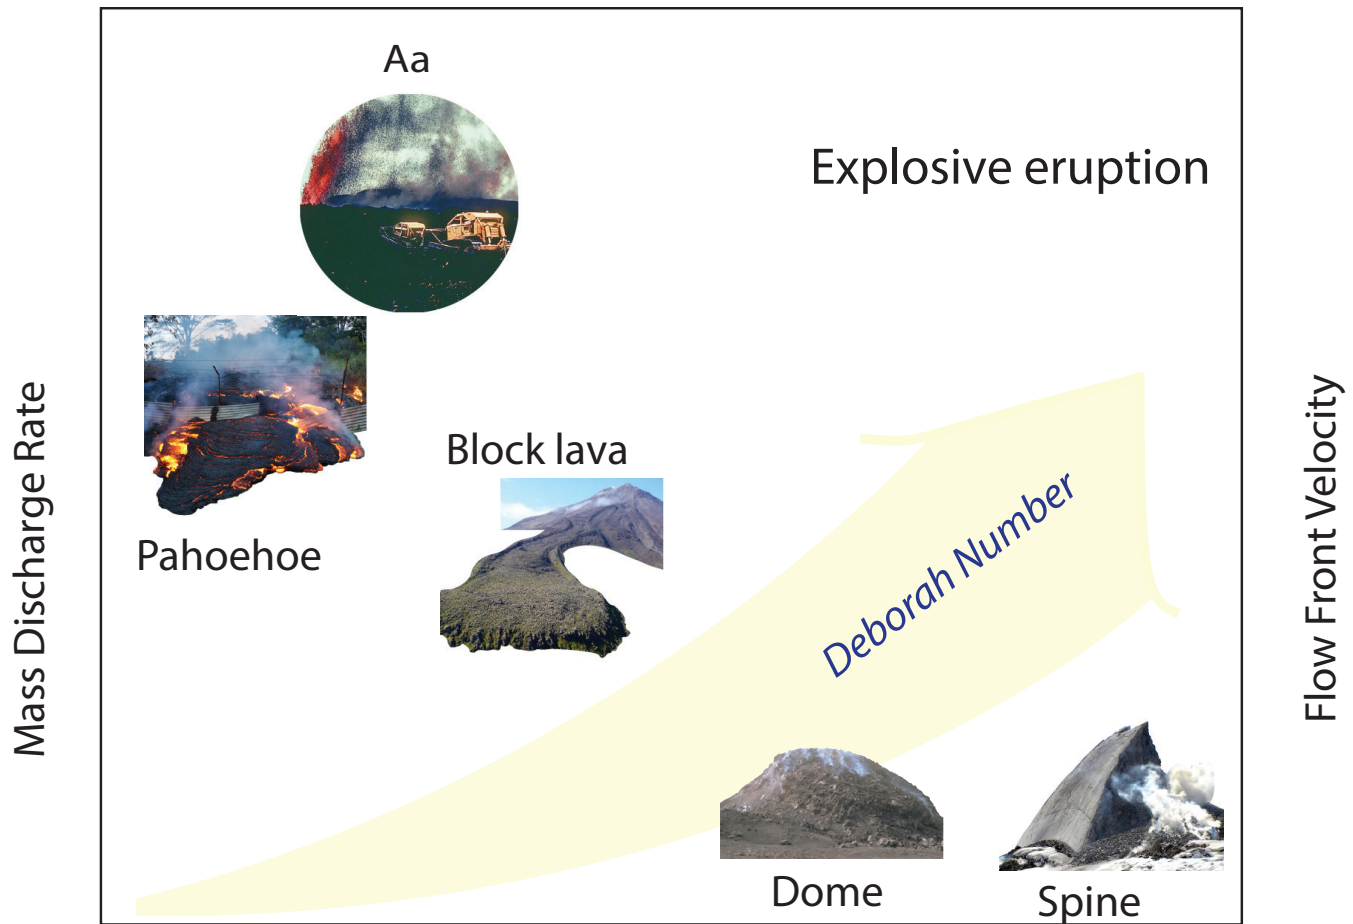 Aa
Explosive eruption
Mass Discharge Rate
Flow Front Velocity
Block lava
Pahoehoe
Deborah Number
Dome
Spine